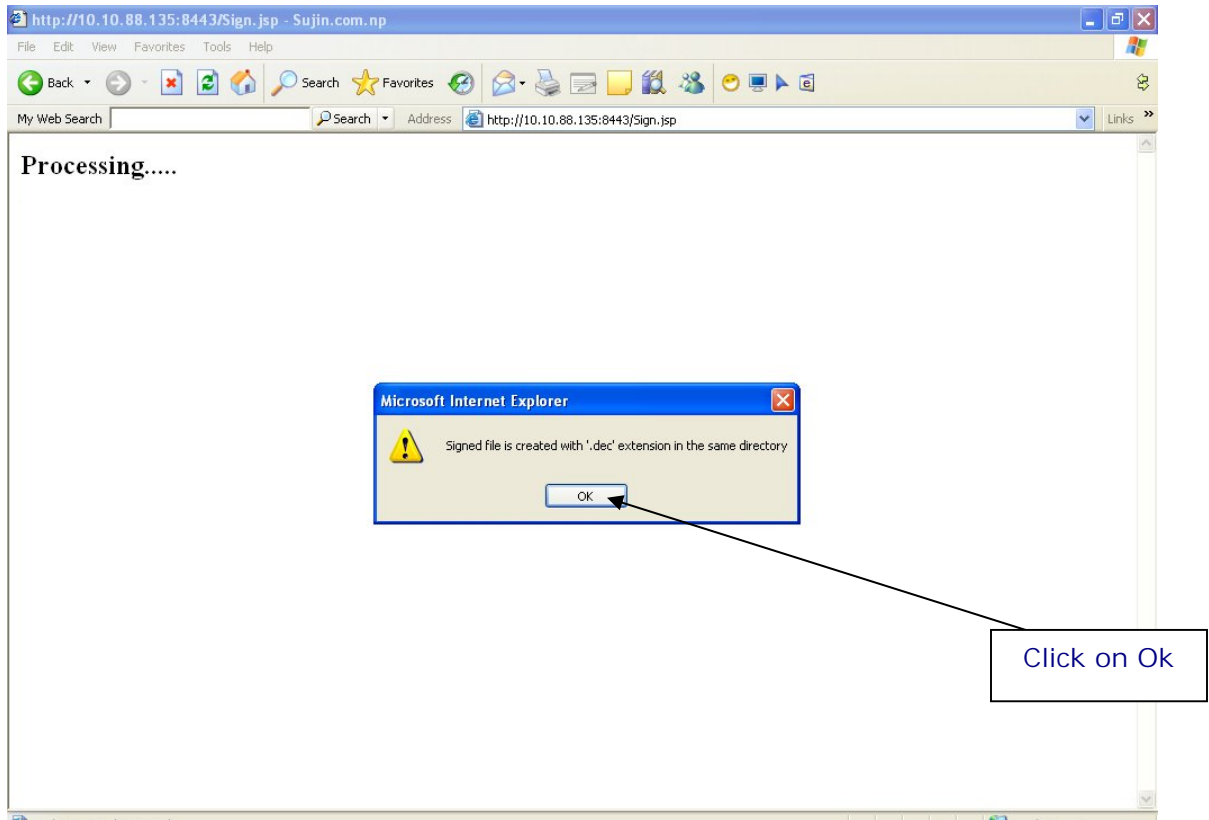 http://10.10.88.135:8443/Sign.jsp - Sujin.com.np
File Edit View Favorites Tools Help
Back Search Favorites
My Web Search Search Address http://10.10.88.135:8443/Sign.jsp Links »
Processing.....
Microsoft Internet Explorer
Signed file is created with '.dec' extension in the same directory
OK
Click on Ok